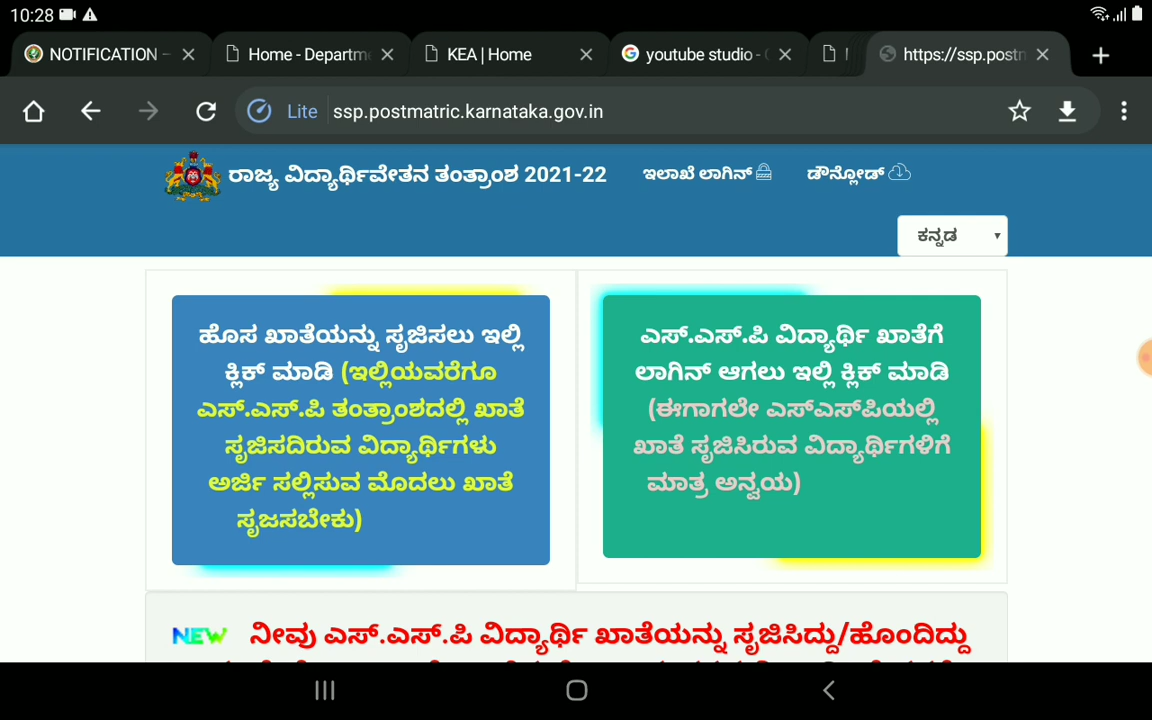 10:28
NOTIFICATION -
Home - Departme
KEA | Home
youtube studio -
https://ssp.postm
Lite ssp.postmatric.karnataka.gov.in
ರಾಜ್ಯ ವಿದ್ಯಾರ್ಥಿವೇತನ ತಂತ್ರಾಂಶ 2021-22
ಇಲಾಖೆ ಲಾಗಿನ್
ಡೌನ್ಲೋಡ್
ಕನ್ನಡ
ಹೊಸ ಖಾತೆಯನ್ನು ಸೃಜಿಸಲು ಇಲ್ಲಿ
ಕ್ಲಿಕ್ ಮಾಡಿ (ಇಲ್ಲಿಯವರೆಗೂ
ಎಸ್.ಎಸ್.ಪಿ ತಂತ್ರಾಂಶದಲ್ಲಿ ಖಾತೆ
ಸೃಜಿಸದಿರುವ ವಿದ್ಯಾರ್ಥಿಗಳು
ಅರ್ಜಿ ಸಲ್ಲಿಸುವ ಮೊದಲು ಖಾತೆ
ಸೃಜಸಬೇಕು)
ಎಸ್.ಎಸ್.ಪಿ ವಿದ್ಯಾರ್ಥಿ ಖಾತೆಗೆ
ಲಾಗಿನ್ ಆಗಲು ಇಲ್ಲಿ ಕ್ಲಿಕ್ ಮಾಡಿ
(ಈಗಾಗಲೇ ಎಸ್ಎಸ್‌ಪಿಯಲ್ಲಿ
ಖಾತೆ ಸೃಜಿಸಿರುವ ವಿದ್ಯಾರ್ಥಿಗಳಿಗೆ
ಮಾತ್ರ ಅನ್ವಯ)
NEW ನೀವು ಎಸ್.ಎಸ್.ಪಿ ವಿದ್ಯಾರ್ಥಿ ಖಾತೆಯನ್ನು ಸೃಜಿಸಿದ್ದು/ಹೊಂದಿದ್ದು